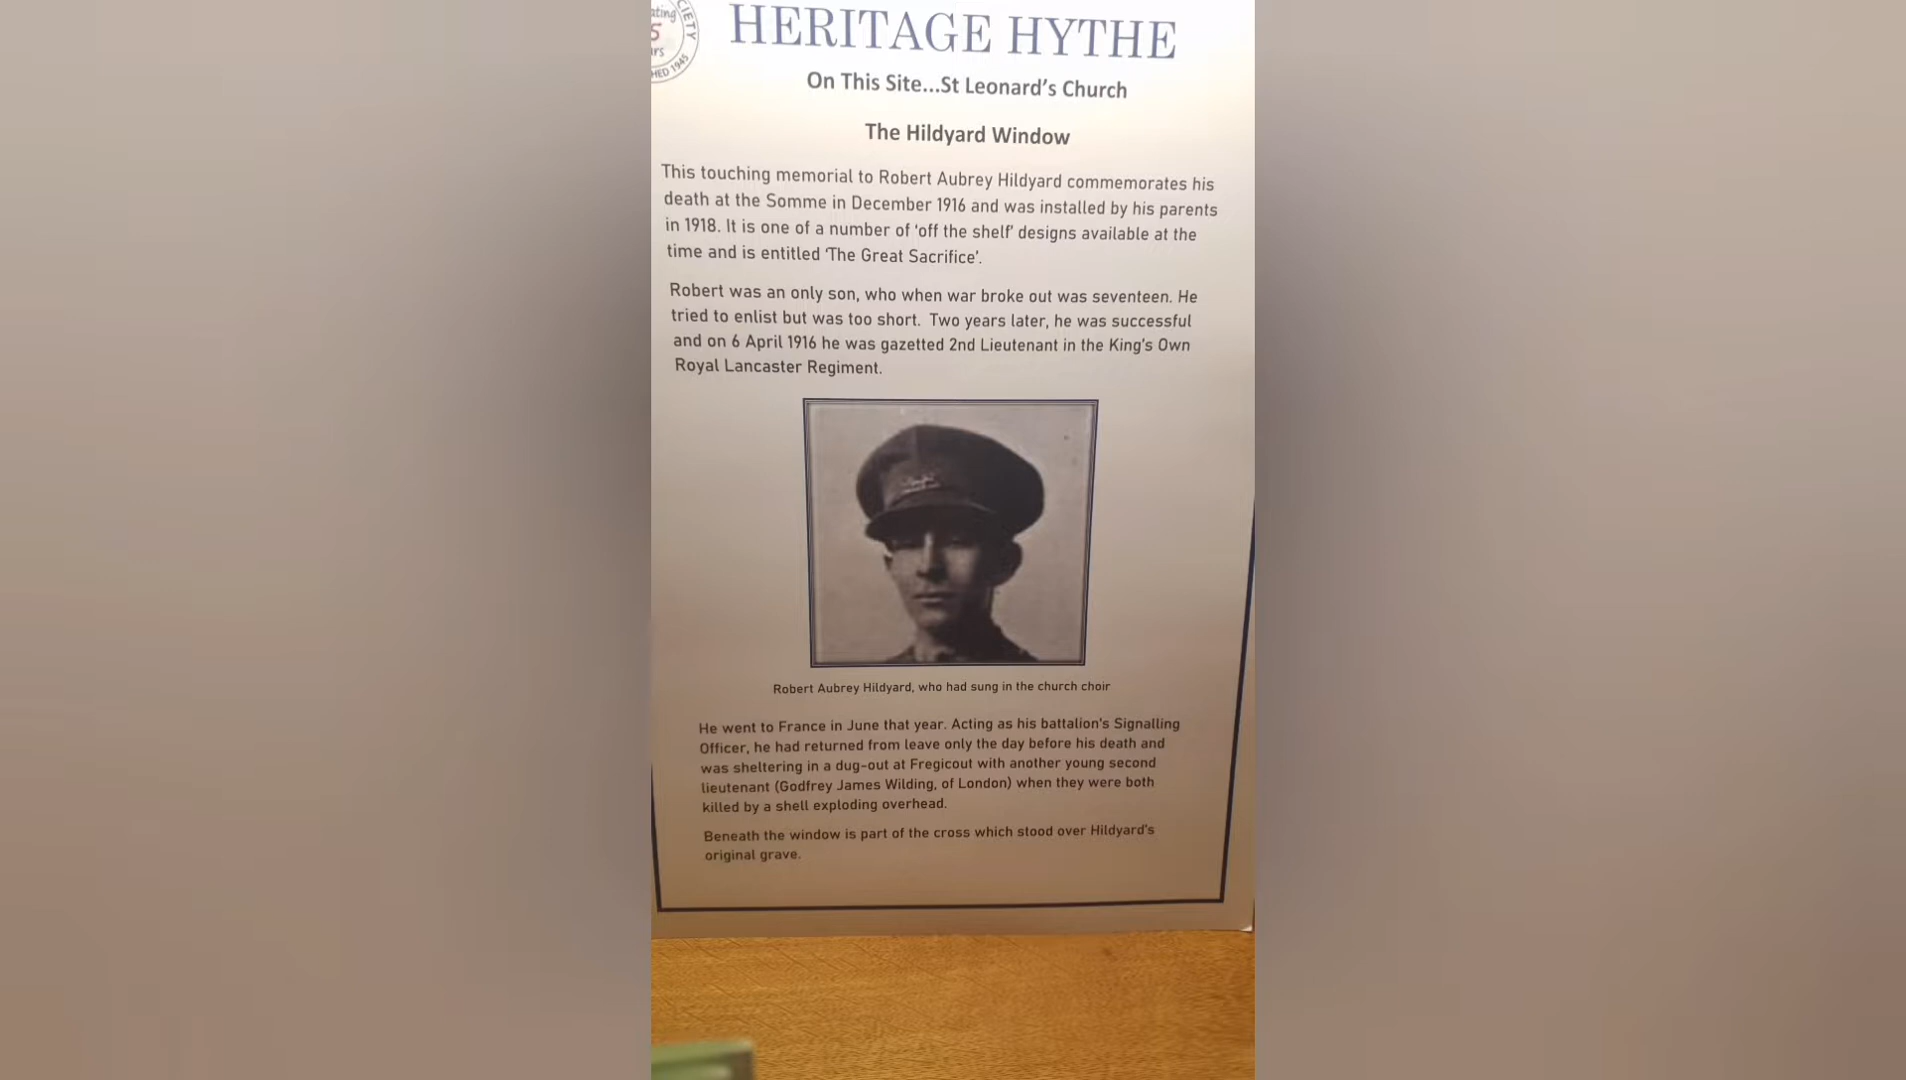 ating
5
ars
CIETY
HED 1945
HERITAGE HYTHE
On This Site...St Leonard's Church
The Hildyard Window
This touching memorial to Robert Aubrey Hildyard commemorates his
death at the Somme in December 1916 and was installed by his parents
in 1918. It is one of a number of 'off the shelf' designs available at the
time and is entitled 'The Great Sacrifice'.
Robert was an only son, who when war broke out was seventeen. He
tried to enlist but was too short. Two years later, he was successful
and on 6 April 1916 he was gazetted 2nd Lieutenant in the King's Own
Royal Lancaster Regiment.
Robert Aubrey Hildyard, who had sung in the church choir
He went to France in June that year. Acting as his battalion's Signalling
Officer, he had returned from leave only the day before his death and
was sheltering in a dug-out at Fregicout with another young second
lieutenant (Godfrey James Wilding, of London) when they were both
killed by a shell exploding overhead.
Beneath the window is part of the cross which stood over Hildyard's
original grave.